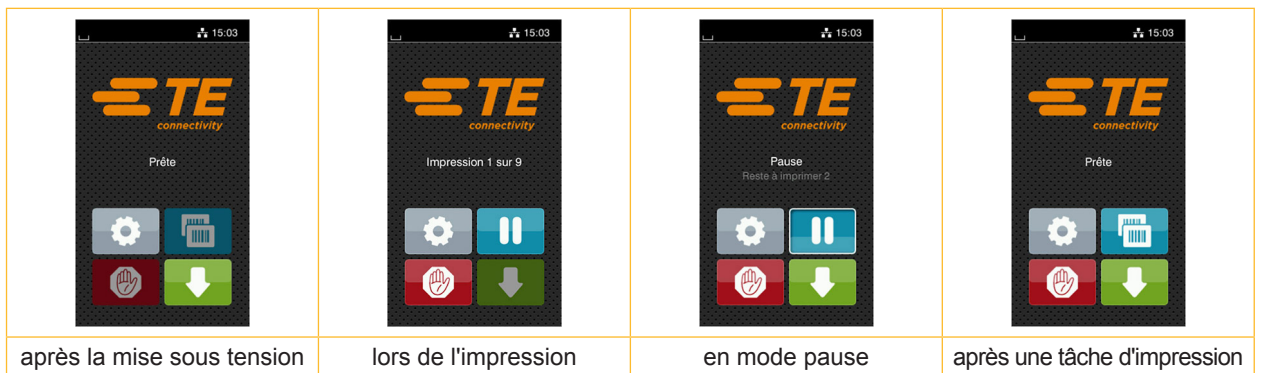 15:03
TE
connectivity
Prête
après la mise sous tension
15:03
TE
connectivity
Impression 1 sur 9
lors de l'impression
15:03
TE
connectivity
Pause
Reste à imprimer 2
en mode pause
15:03
TE
connectivity
Prête
après une tâche d'impression